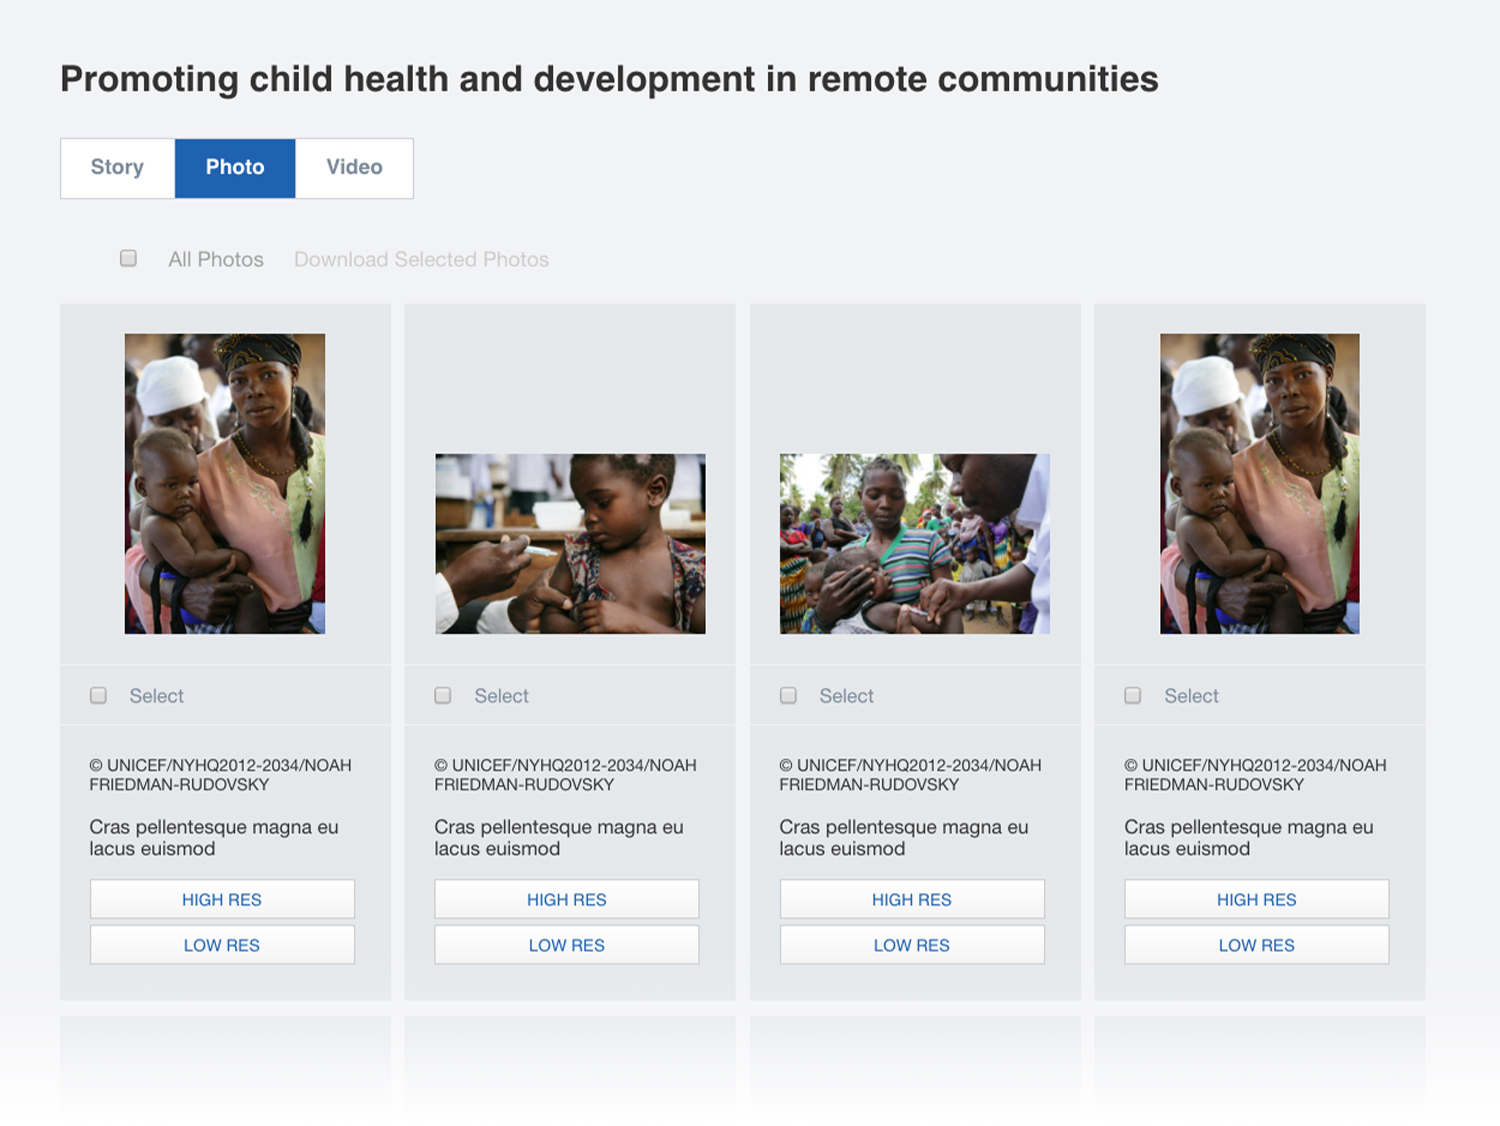 Promoting child health and development in remote communities
Story
Photo
Video
All Photos
Download Selected Photos
Select
Select
Select
Select
© UNICEF/NYHQ2012-2034/NOAH
FRIEDMAN-RUDOVSKY
Cras pellentesque magna eu
lacus euismod
HIGH RES
LOW RES
© UNICEF/NYHQ2012-2034/NOAH
FRIEDMAN-RUDOVSKY
Cras pellentesque magna eu
lacus euismod
HIGH RES
LOW RES
© UNICEF/NYHQ2012-2034/NOAH
FRIEDMAN-RUDOVSKY
Cras pellentesque magna eu
lacus euismod
HIGH RES
LOW RES
© UNICEF/NYHQ2012-2034/NOAH
FRIEDMAN-RUDOVSKY
Cras pellentesque magna eu
lacus euismod
HIGH RES
LOW RES